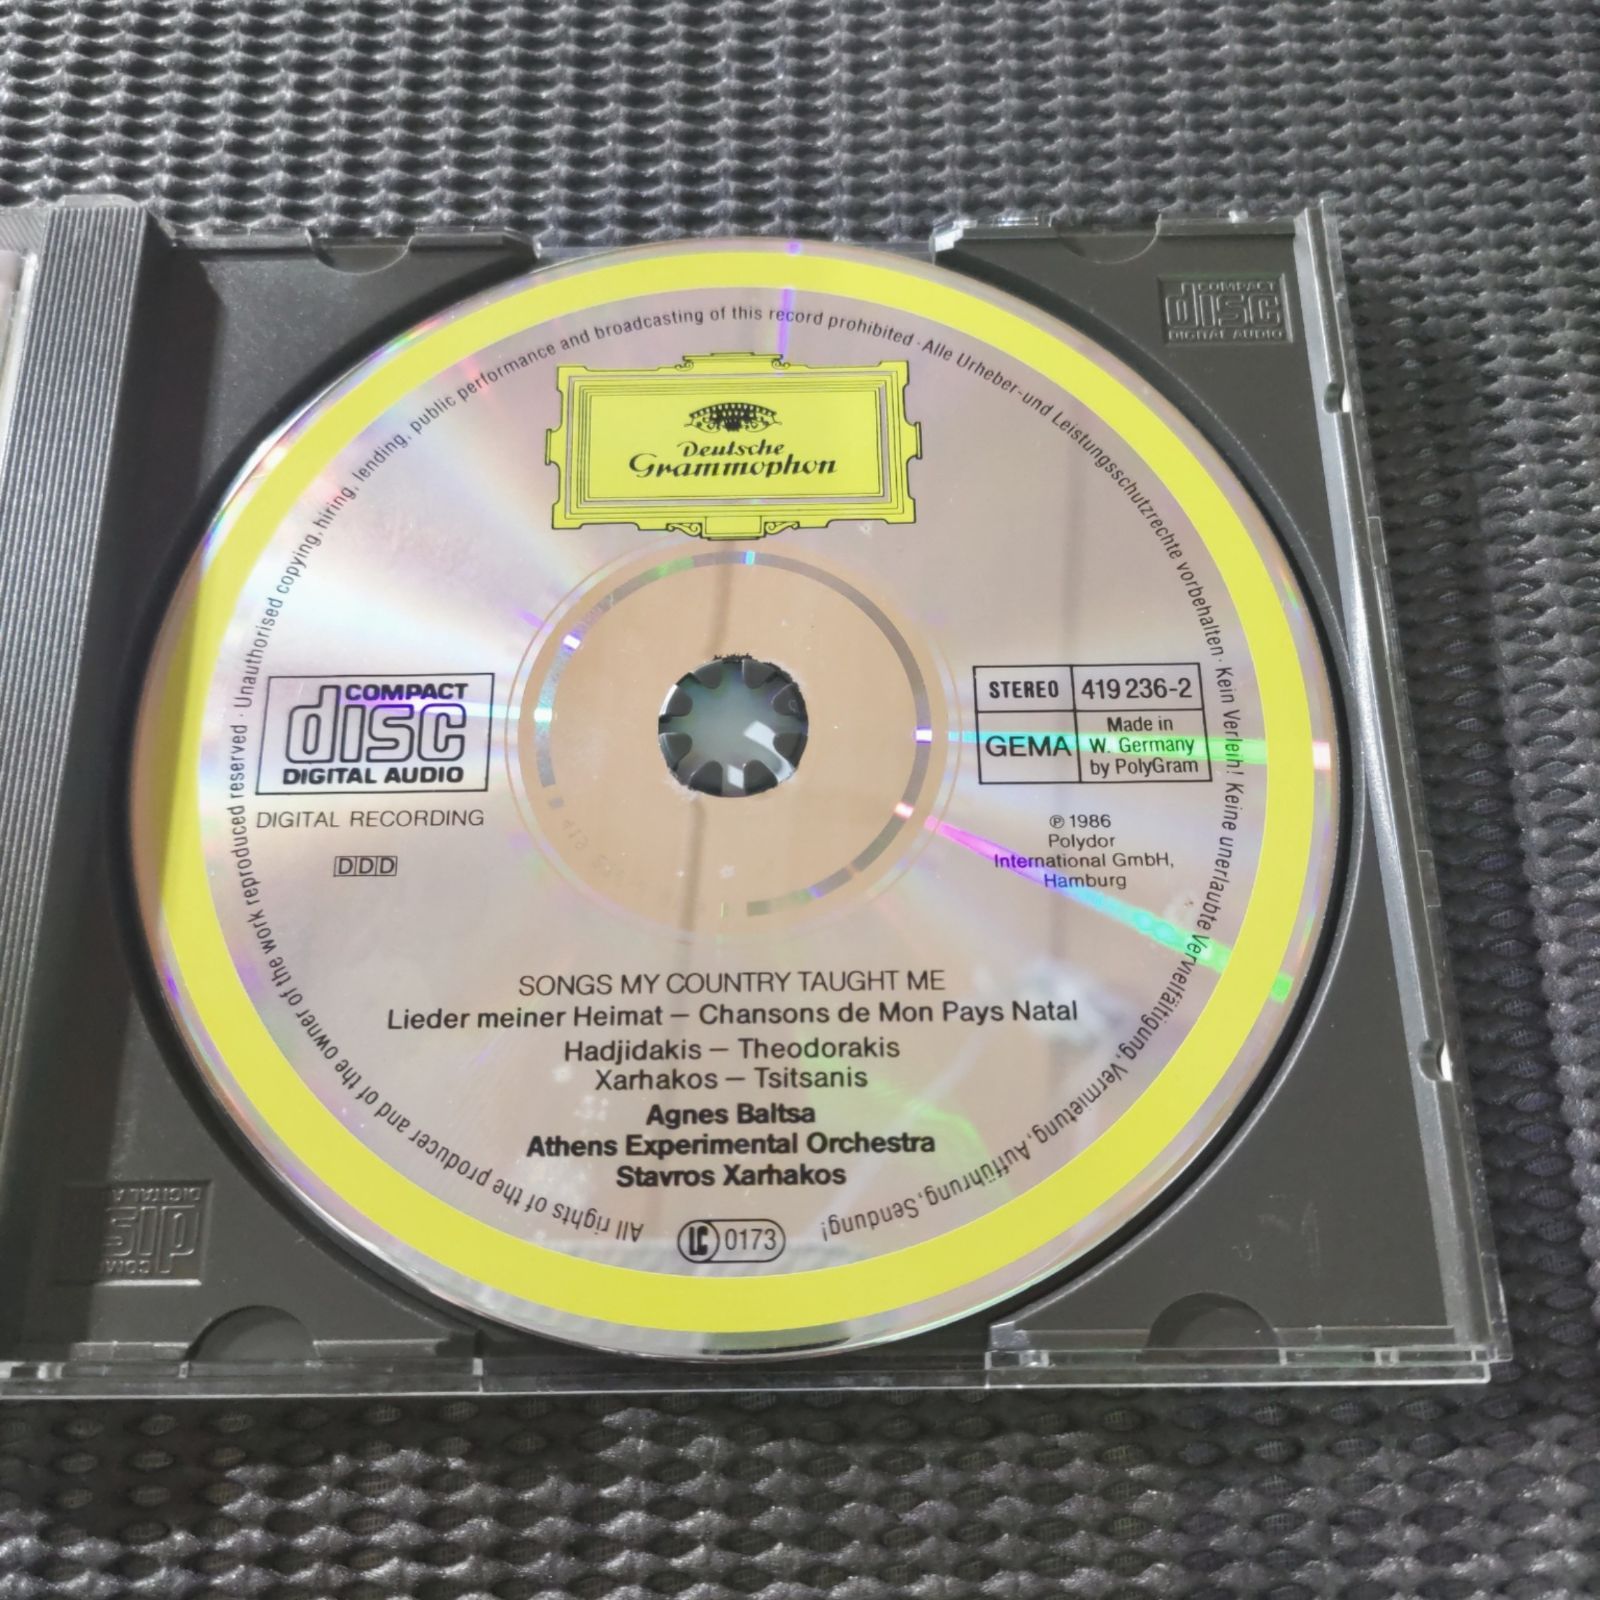 All rights of the producer and of the owner of the work reproduced reserved · Unauthorised copying, hiring, lending, public performance and broadcasting of this record prohibited · Alle Urheber-und Leistungsschutzrechte vorbehalten · Kein Verleih! Keine unerlaubte Vervielfältigung, Vermietung, Aufführung, Sendung!
Deutsche
Grammophon
COMPACT
disc
DIGITAL AUDIO
DIGITAL RECORDING
DDD
STEREO 419 236-2
GEMA
Made in
W. Germany
by PolyGram
℗ 1986
Polydor
International GmbH,
Hamburg
SONGS MY COUNTRY TAUGHT ME
Lieder meiner Heimat – Chansons de Mon Pays Natal
Hadjidakis – Theodorakis
Xarhakos – Tsitsanis
Agnes Baltsa
Athens Experimental Orchestra
Stavros Xarhakos
LC 0173
COMPACT
disc
DIGITAL AUDIO
COMPACT
disc
DIGITAL AUDIO